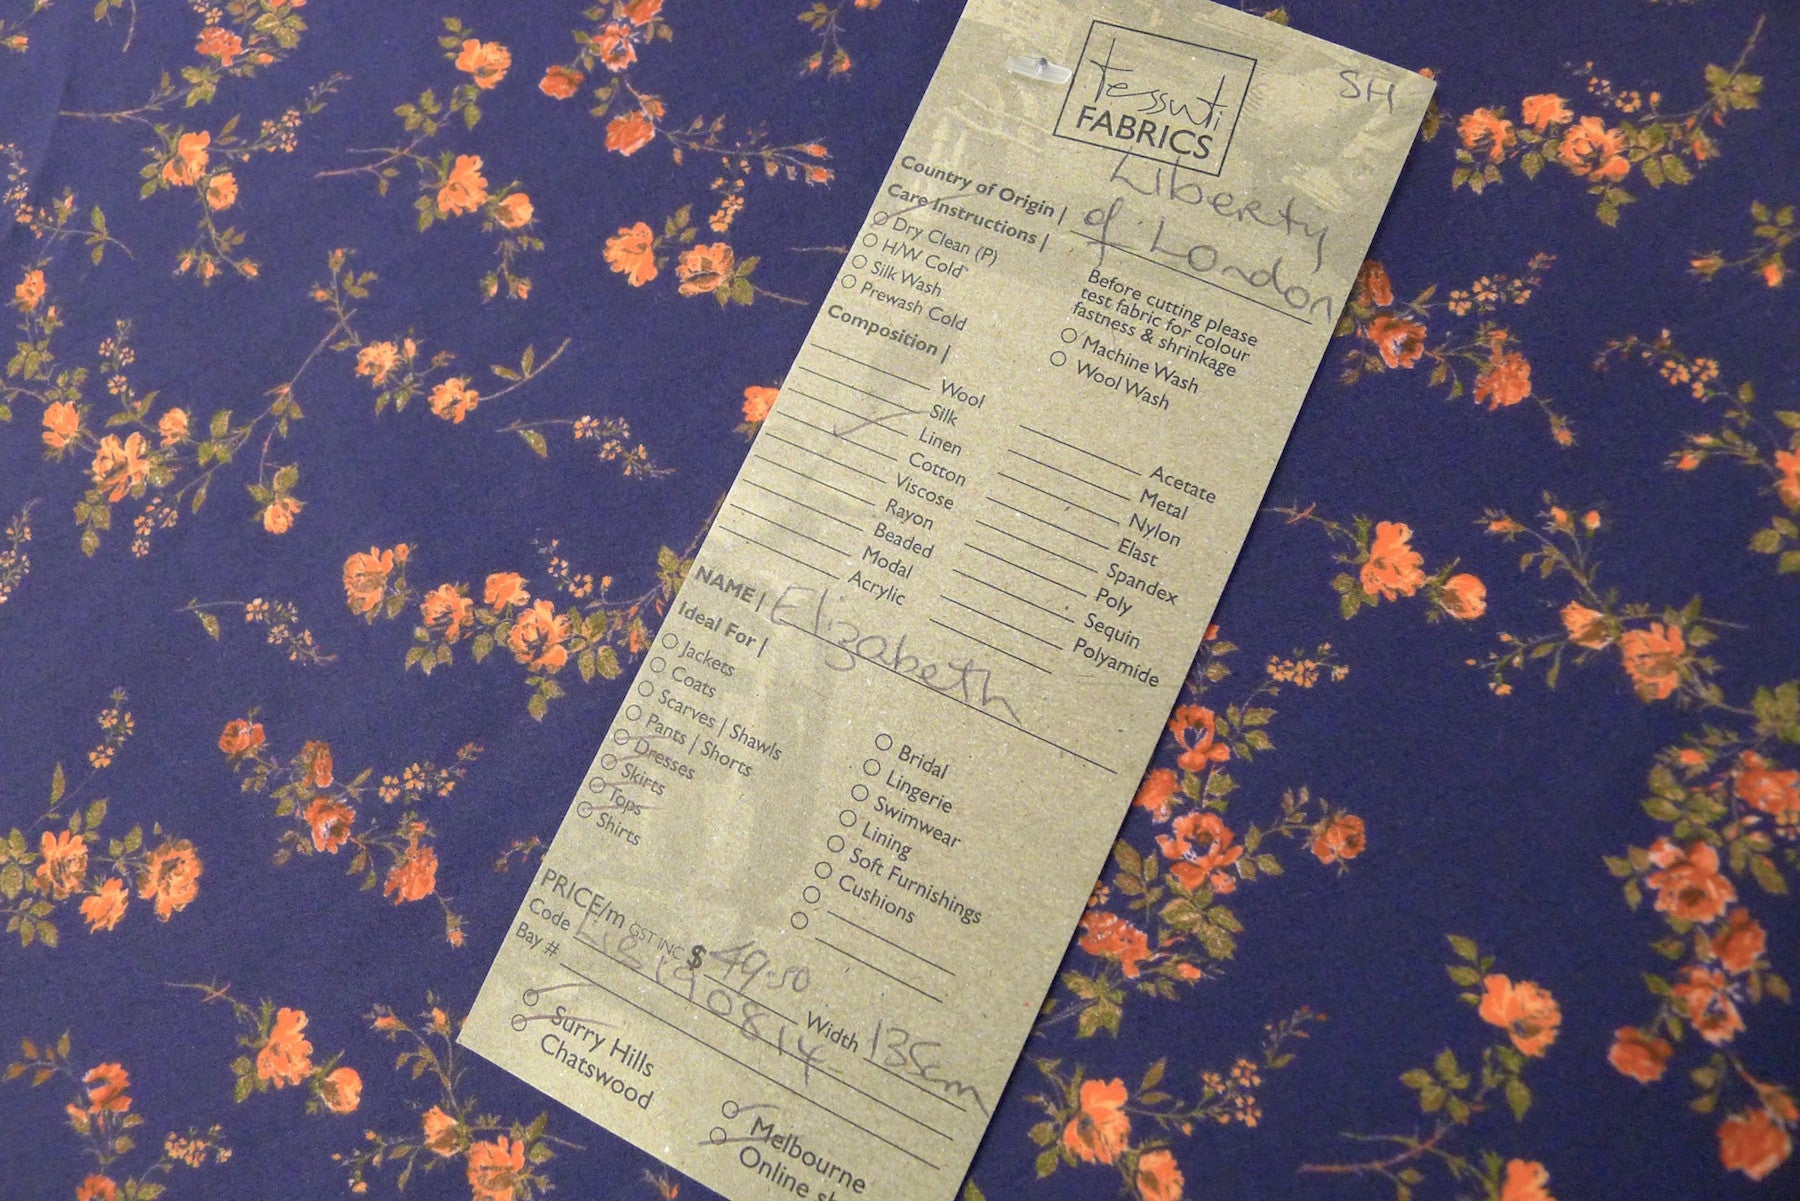 SH
tessuti
FABRICS
Liberty
Country of Origin | of London
Care Instructions |
Dry Clean (P)
H/W Cold
Silk Wash
Prewash Cold
Before cutting please
test fabric for colour
fastness & shrinkage
Machine Wash
Wool Wash
Composition |
Wool
Silk
Linen
Cotton
Viscose
Rayon
Beaded
Modal
Acrylic
Acetate
Metal
Nylon
Elast
Spandex
Poly
Sequin
Polyamide
NAME | Elizabeth
Ideal For |
Jackets
Coats
Scarves | Shawls
Pants | Shorts
Dresses
Skirts
Tops
Shirts
Bridal
Lingerie
Swimwear
Lining
Soft Furnishings
Cushions
PRICE/m GST INC $ 49.50 Width 135cm
Code LIB190814
Bay #
Surry Hills
Chatswood
Melbourne
Online